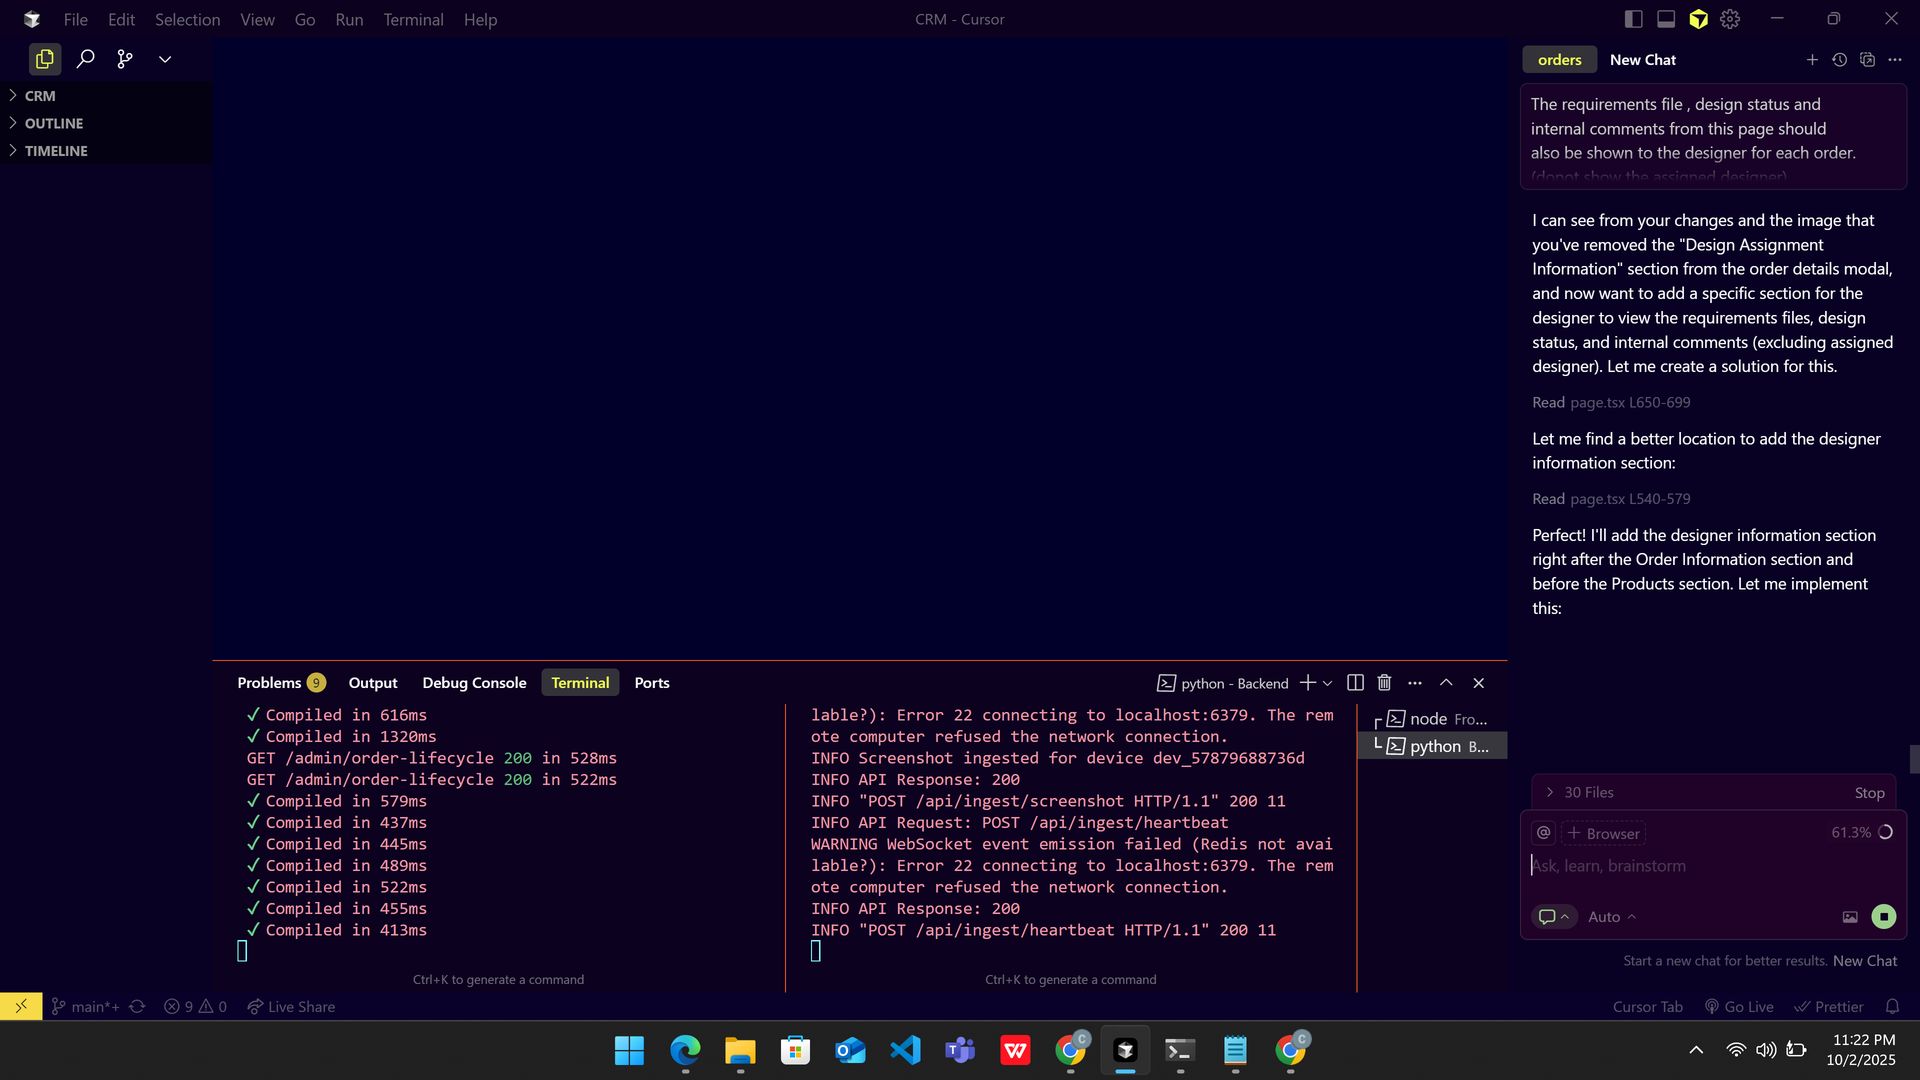 File Edit Selection View Go Run Terminal Help
CRM - Cursor
CRM
OUTLINE
TIMELINE
orders New Chat
The requirements file , design status and
internal comments from this page should
also be shown to the designer for each order.
(donot show the assigned designer)
I can see from your changes and the image that
you've removed the "Design Assignment
Information" section from the order details modal,
and now want to add a specific section for the
designer to view the requirements files, design
status, and internal comments (excluding assigned
designer). Let me create a solution for this.
Read page.tsx L650-699
Let me find a better location to add the designer
information section:
Read page.tsx L540-579
Perfect! I'll add the designer information section
right after the Order Information section and
before the Products section. Let me implement
this:
30 Files Stop
@ + Browser 61.3%
Ask, learn, brainstorm
Auto
Start a new chat for better results. New Chat
Problems 9 Output Debug Console Terminal Ports
python - Backend
✓ Compiled in 616ms
✓ Compiled in 1320ms
GET /admin/order-lifecycle 200 in 528ms
GET /admin/order-lifecycle 200 in 522ms
✓ Compiled in 579ms
✓ Compiled in 437ms
✓ Compiled in 445ms
✓ Compiled in 489ms
✓ Compiled in 522ms
✓ Compiled in 455ms
✓ Compiled in 413ms
Ctrl+K to generate a command
lable?): Error 22 connecting to localhost:6379. The rem
ote computer refused the network connection.
INFO Screenshot ingested for device dev_57879688736d
INFO API Response: 200
INFO "POST /api/ingest/screenshot HTTP/1.1" 200 11
INFO API Request: POST /api/ingest/heartbeat
WARNING WebSocket event emission failed (Redis not avai
lable?): Error 22 connecting to localhost:6379. The rem
ote computer refused the network connection.
INFO API Response: 200
INFO "POST /api/ingest/heartbeat HTTP/1.1" 200 11
Ctrl+K to generate a command
node Fro...
python B...
main*+ 9 0 Live Share
Cursor Tab Go Live Prettier
11:22 PM
10/2/2025